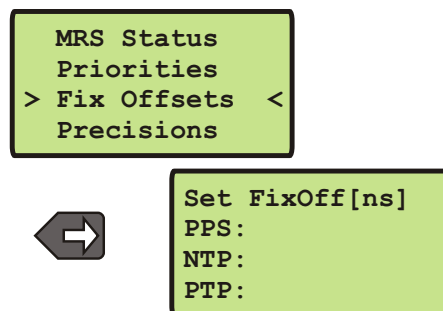 MRS Status
Priorities
> Fix Offsets <
Precisions
Set FixOff[ns]
PPS:
NTP:
PTP: